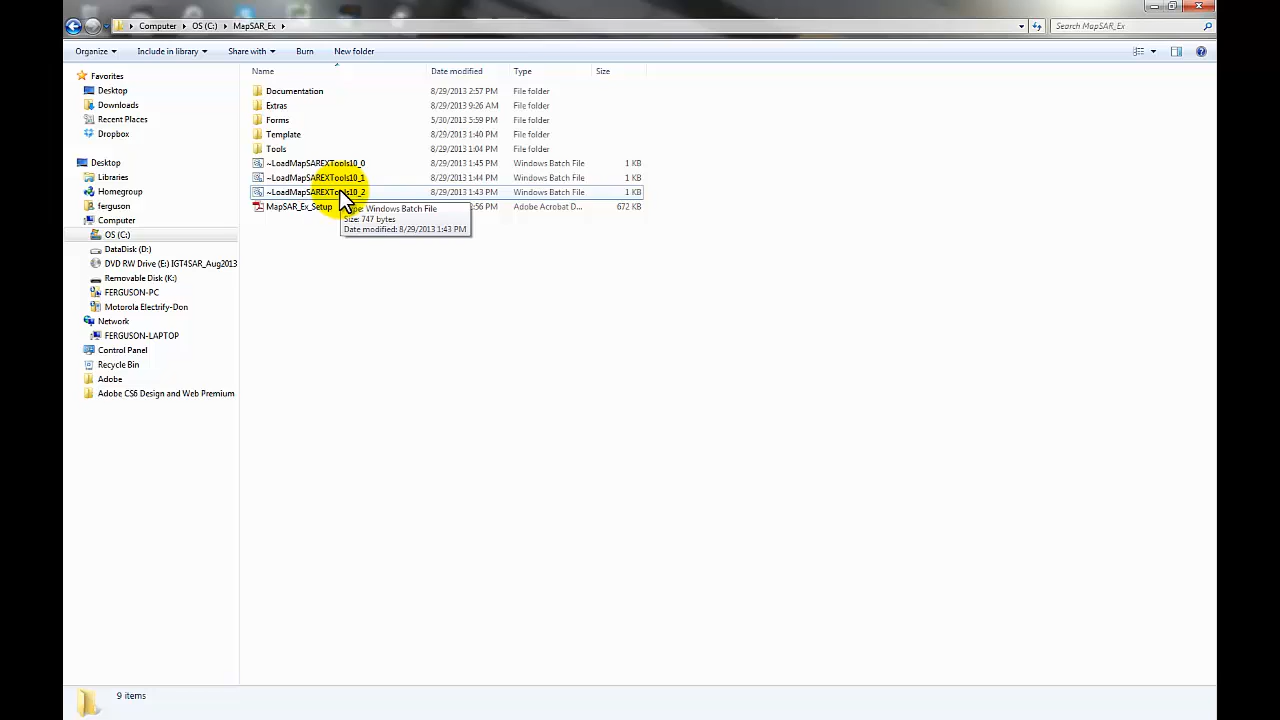 Computer ▸ OS (C:) ▸ MapSAR_Ex ▸ Search MapSAR_Ex
Organize Include in library Share with Burn New folder
Name Date modified Type Size
Favorites
Desktop
Downloads
Recent Places
Dropbox
Desktop
Libraries
Homegroup
ferguson
Computer
OS (C:)
DataDisk (D:)
DVD RW Drive (E:) IGT4SAR_Aug2013
Removable Disk (K:)
FERGUSON-PC
Motorola Electrify-Don
Network
FERGUSON-LAPTOP
Control Panel
Recycle Bin
Adobe
Adobe CS6 Design and Web Premium
Documentation 8/29/2013 2:57 PM File folder
Extras 8/29/2013 9:26 AM File folder
Forms 5/30/2013 5:59 PM File folder
Template 8/29/2013 1:40 PM File folder
Tools 8/29/2013 1:04 PM File folder
~LoadMapSAREXTools10_0 8/29/2013 1:45 PM Windows Batch File 1 KB
~LoadMapSAREXTools10_1 8/29/2013 1:44 PM Windows Batch File 1 KB
~LoadMapSAREXTools10_2 8/29/2013 1:43 PM Windows Batch File 1 KB
MapSAR_Ex_Setup :56 PM Adobe Acrobat D... 672 KB
Windows Batch File
Size: 747 bytes
Date modified: 8/29/2013 1:43 PM
9 items